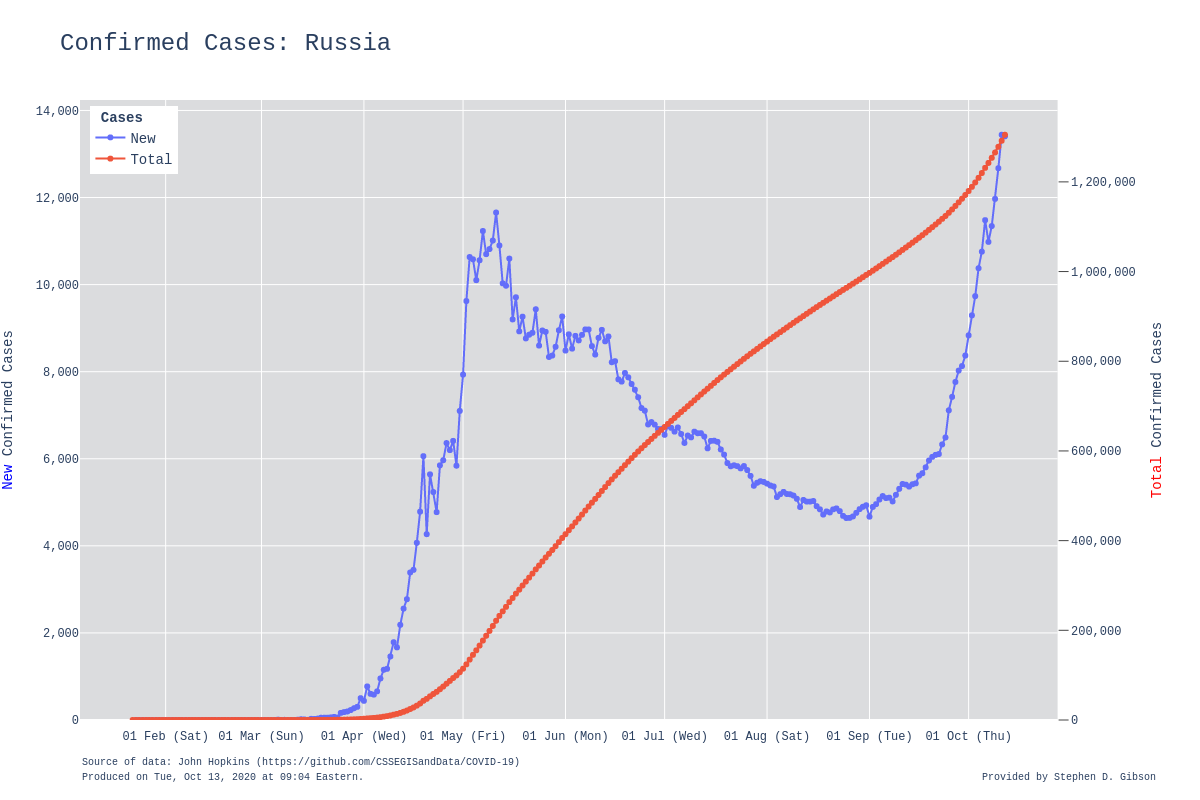 Confirmed Cases: Russia
Cases
New
Total
14,000
12,000
10,000
8,000
6,000
4,000
2,000
0
New Confirmed Cases
1,200,000
1,000,000
800,000
600,000
400,000
200,000
0
Total Confirmed Cases
01 Feb (Sat) 01 Mar (Sun) 01 Apr (Wed) 01 May (Fri) 01 Jun (Mon) 01 Jul (Wed) 01 Aug (Sat) 01 Sep (Tue) 01 Oct (Thu)
Source of data: John Hopkins (https://github.com/CSSEGISandData/COVID-19)
Produced on Tue, Oct 13, 2020 at 09:04 Eastern.
Provided by Stephen D. Gibson